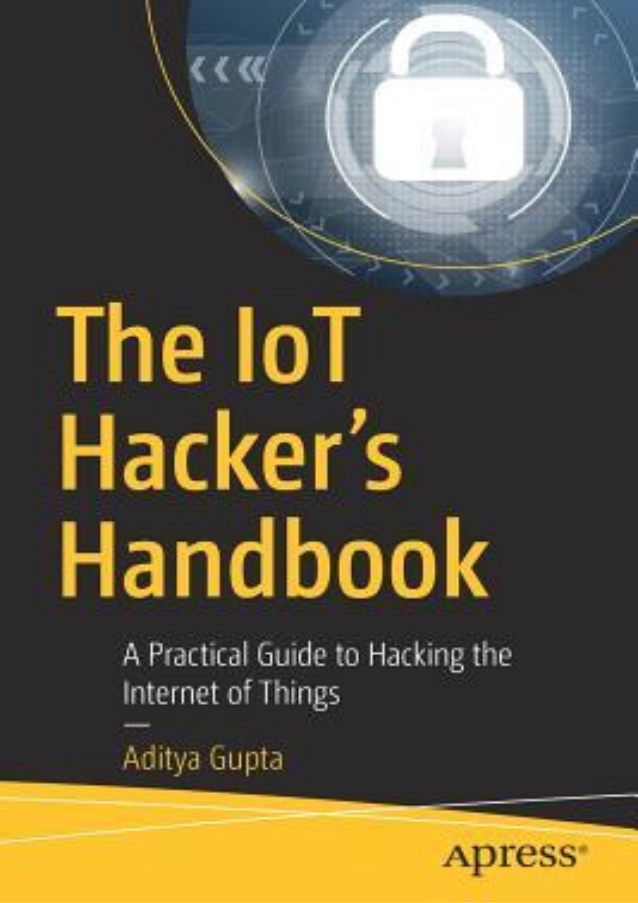 The IoT
Hacker’s
Handbook
A Practical Guide to Hacking the
Internet of Things
—
Aditya Gupta
Apress®